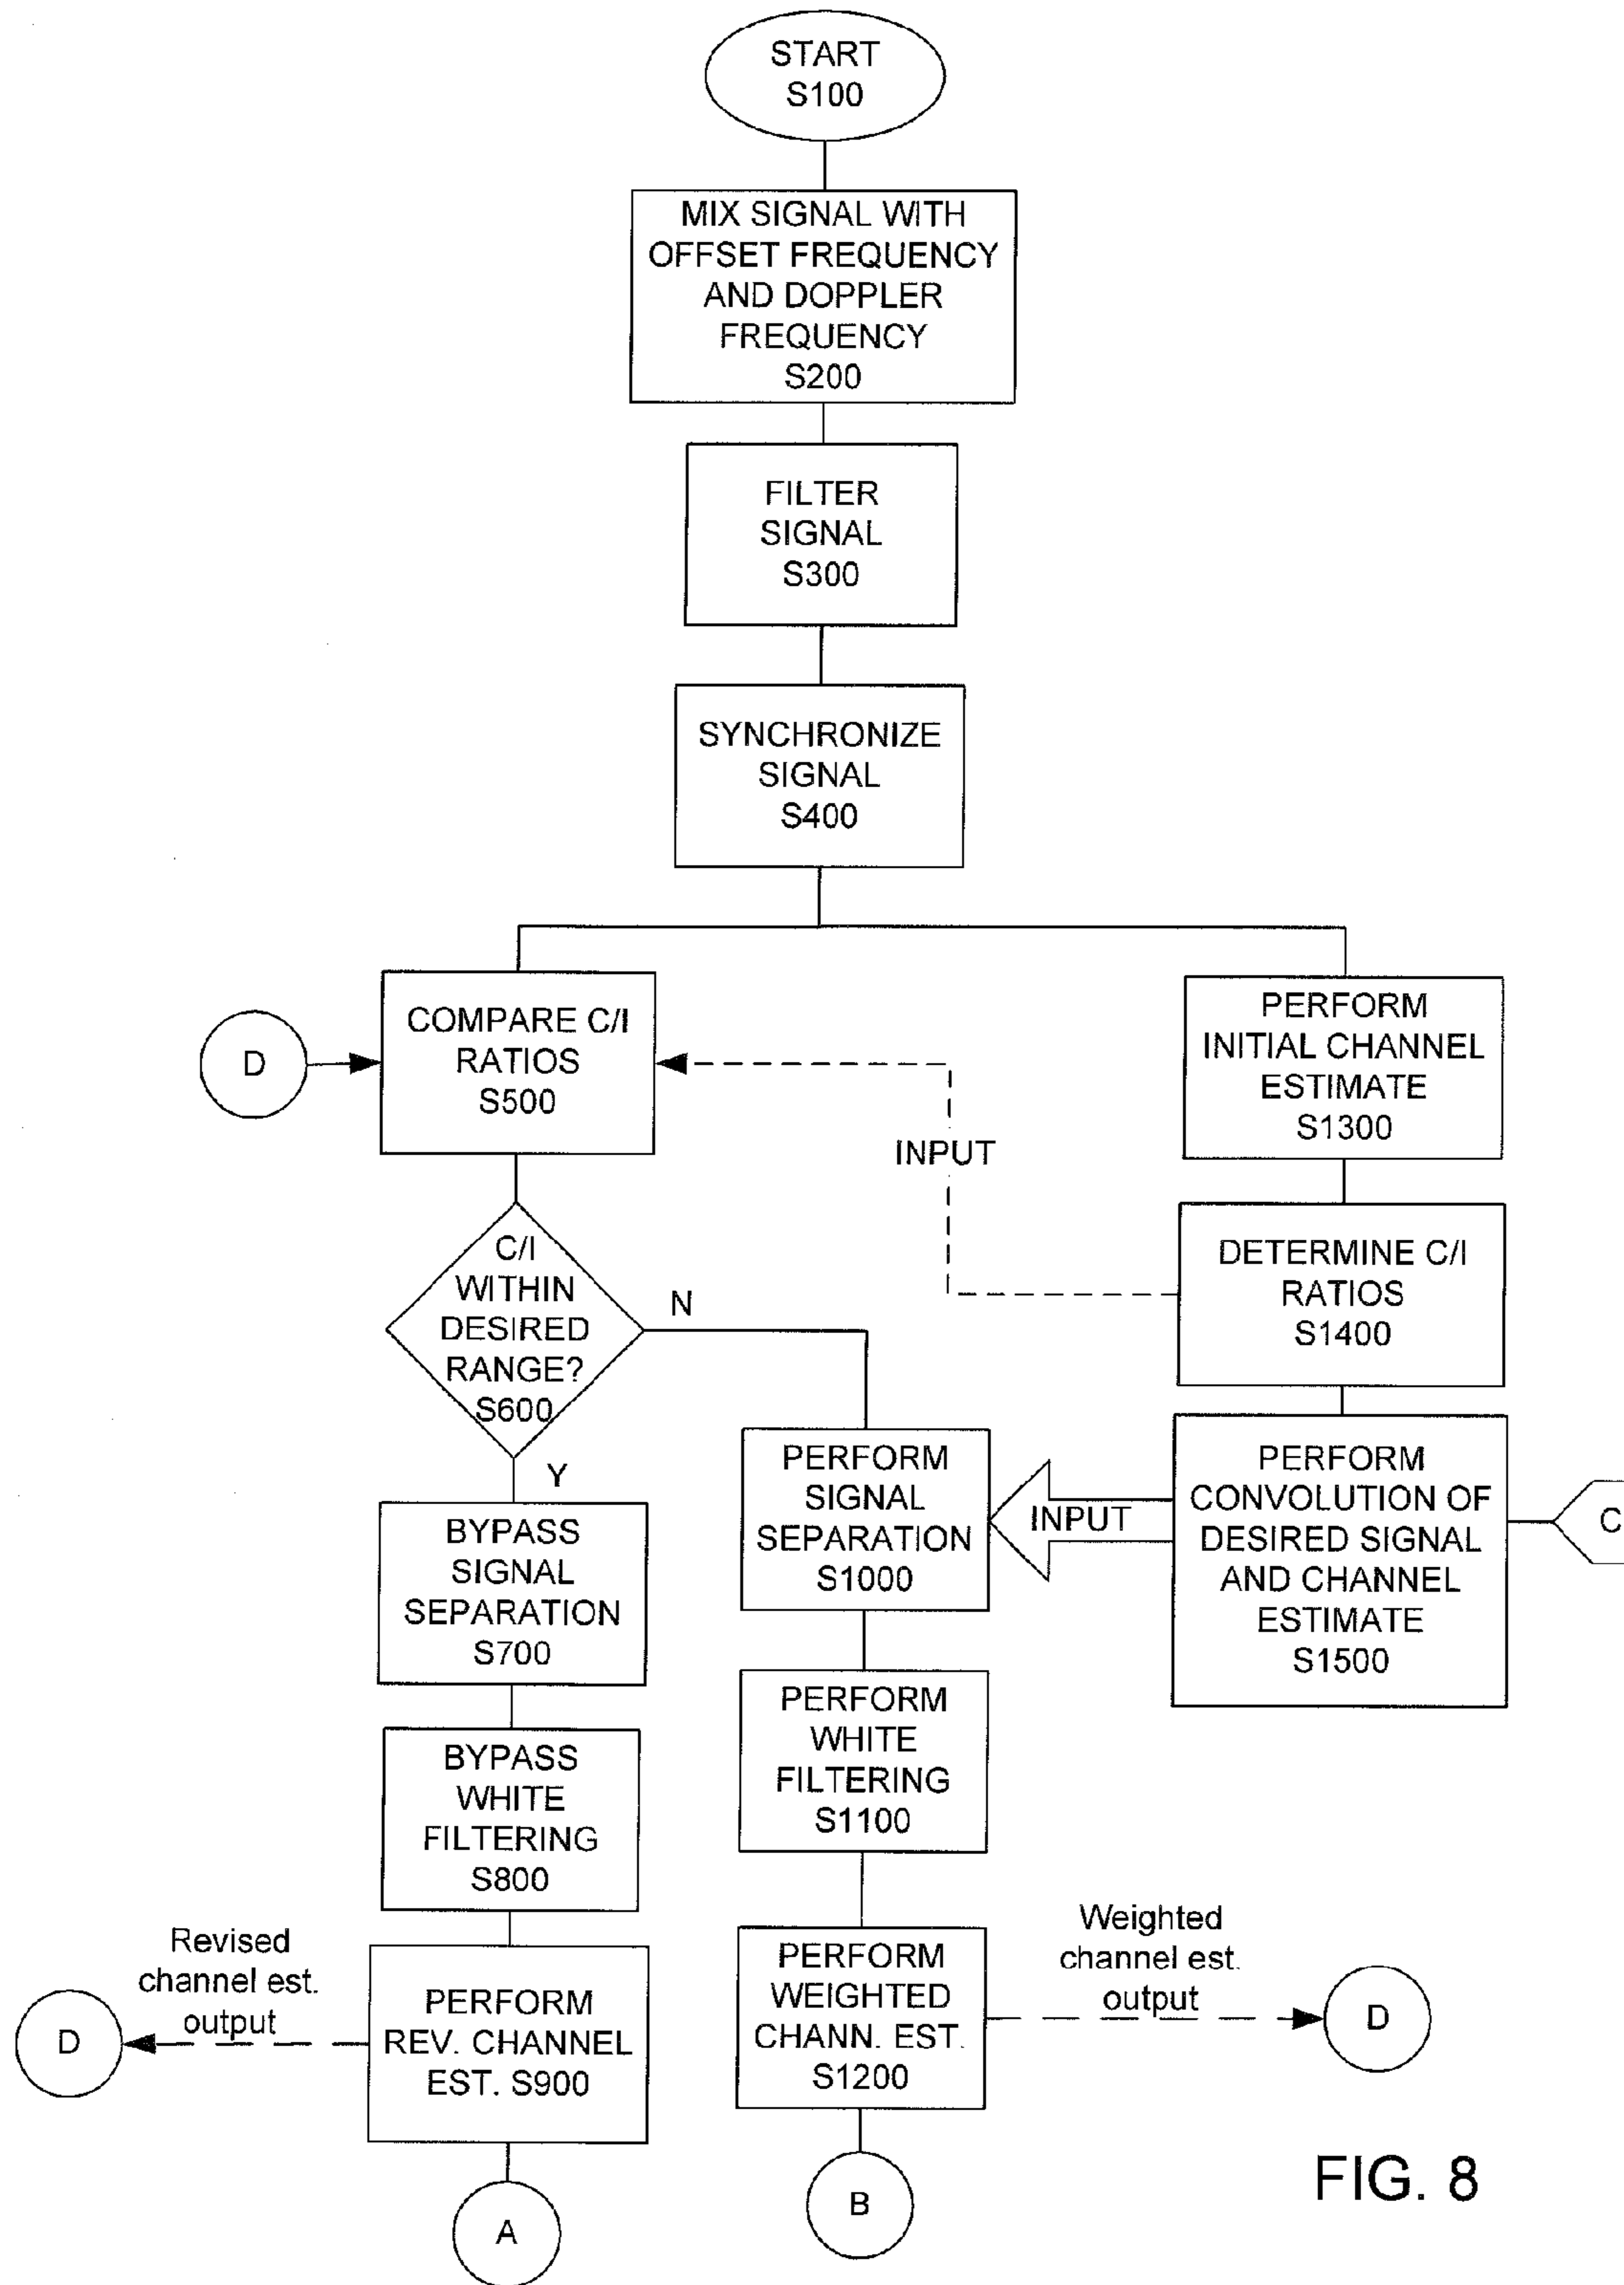 START
S100
MIX SIGNAL WITH
OFFSET FREQUENCY
AND DOPPLER
FREQUENCY
S200
FILTER
SIGNAL
S300
SYNCHRONIZE
SIGNAL
S400
D
COMPARE C/I
RATIOS
S500
PERFORM
INITIAL CHANNEL
ESTIMATE
S1300
INPUT
C/I
WITHIN
DESIRED
RANGE?
S600
N
Y
DETERMINE C/I
RATIOS
S1400
PERFORM
CONVOLUTION OF
DESIRED SIGNAL
AND CHANNEL
ESTIMATE
S1500
C
INPUT
PERFORM
SIGNAL
SEPARATION
S1000
BYPASS
SIGNAL
SEPARATION
S700
PERFORM
WHITE
FILTERING
S1100
BYPASS
WHITE
FILTERING
S800
Revised
channel est.
output
D
PERFORM
REV. CHANNEL
EST. S900
PERFORM
WEIGHTED
CHANN. EST.
S1200
Weighted
channel est.
output
D
A
B
FIG. 8